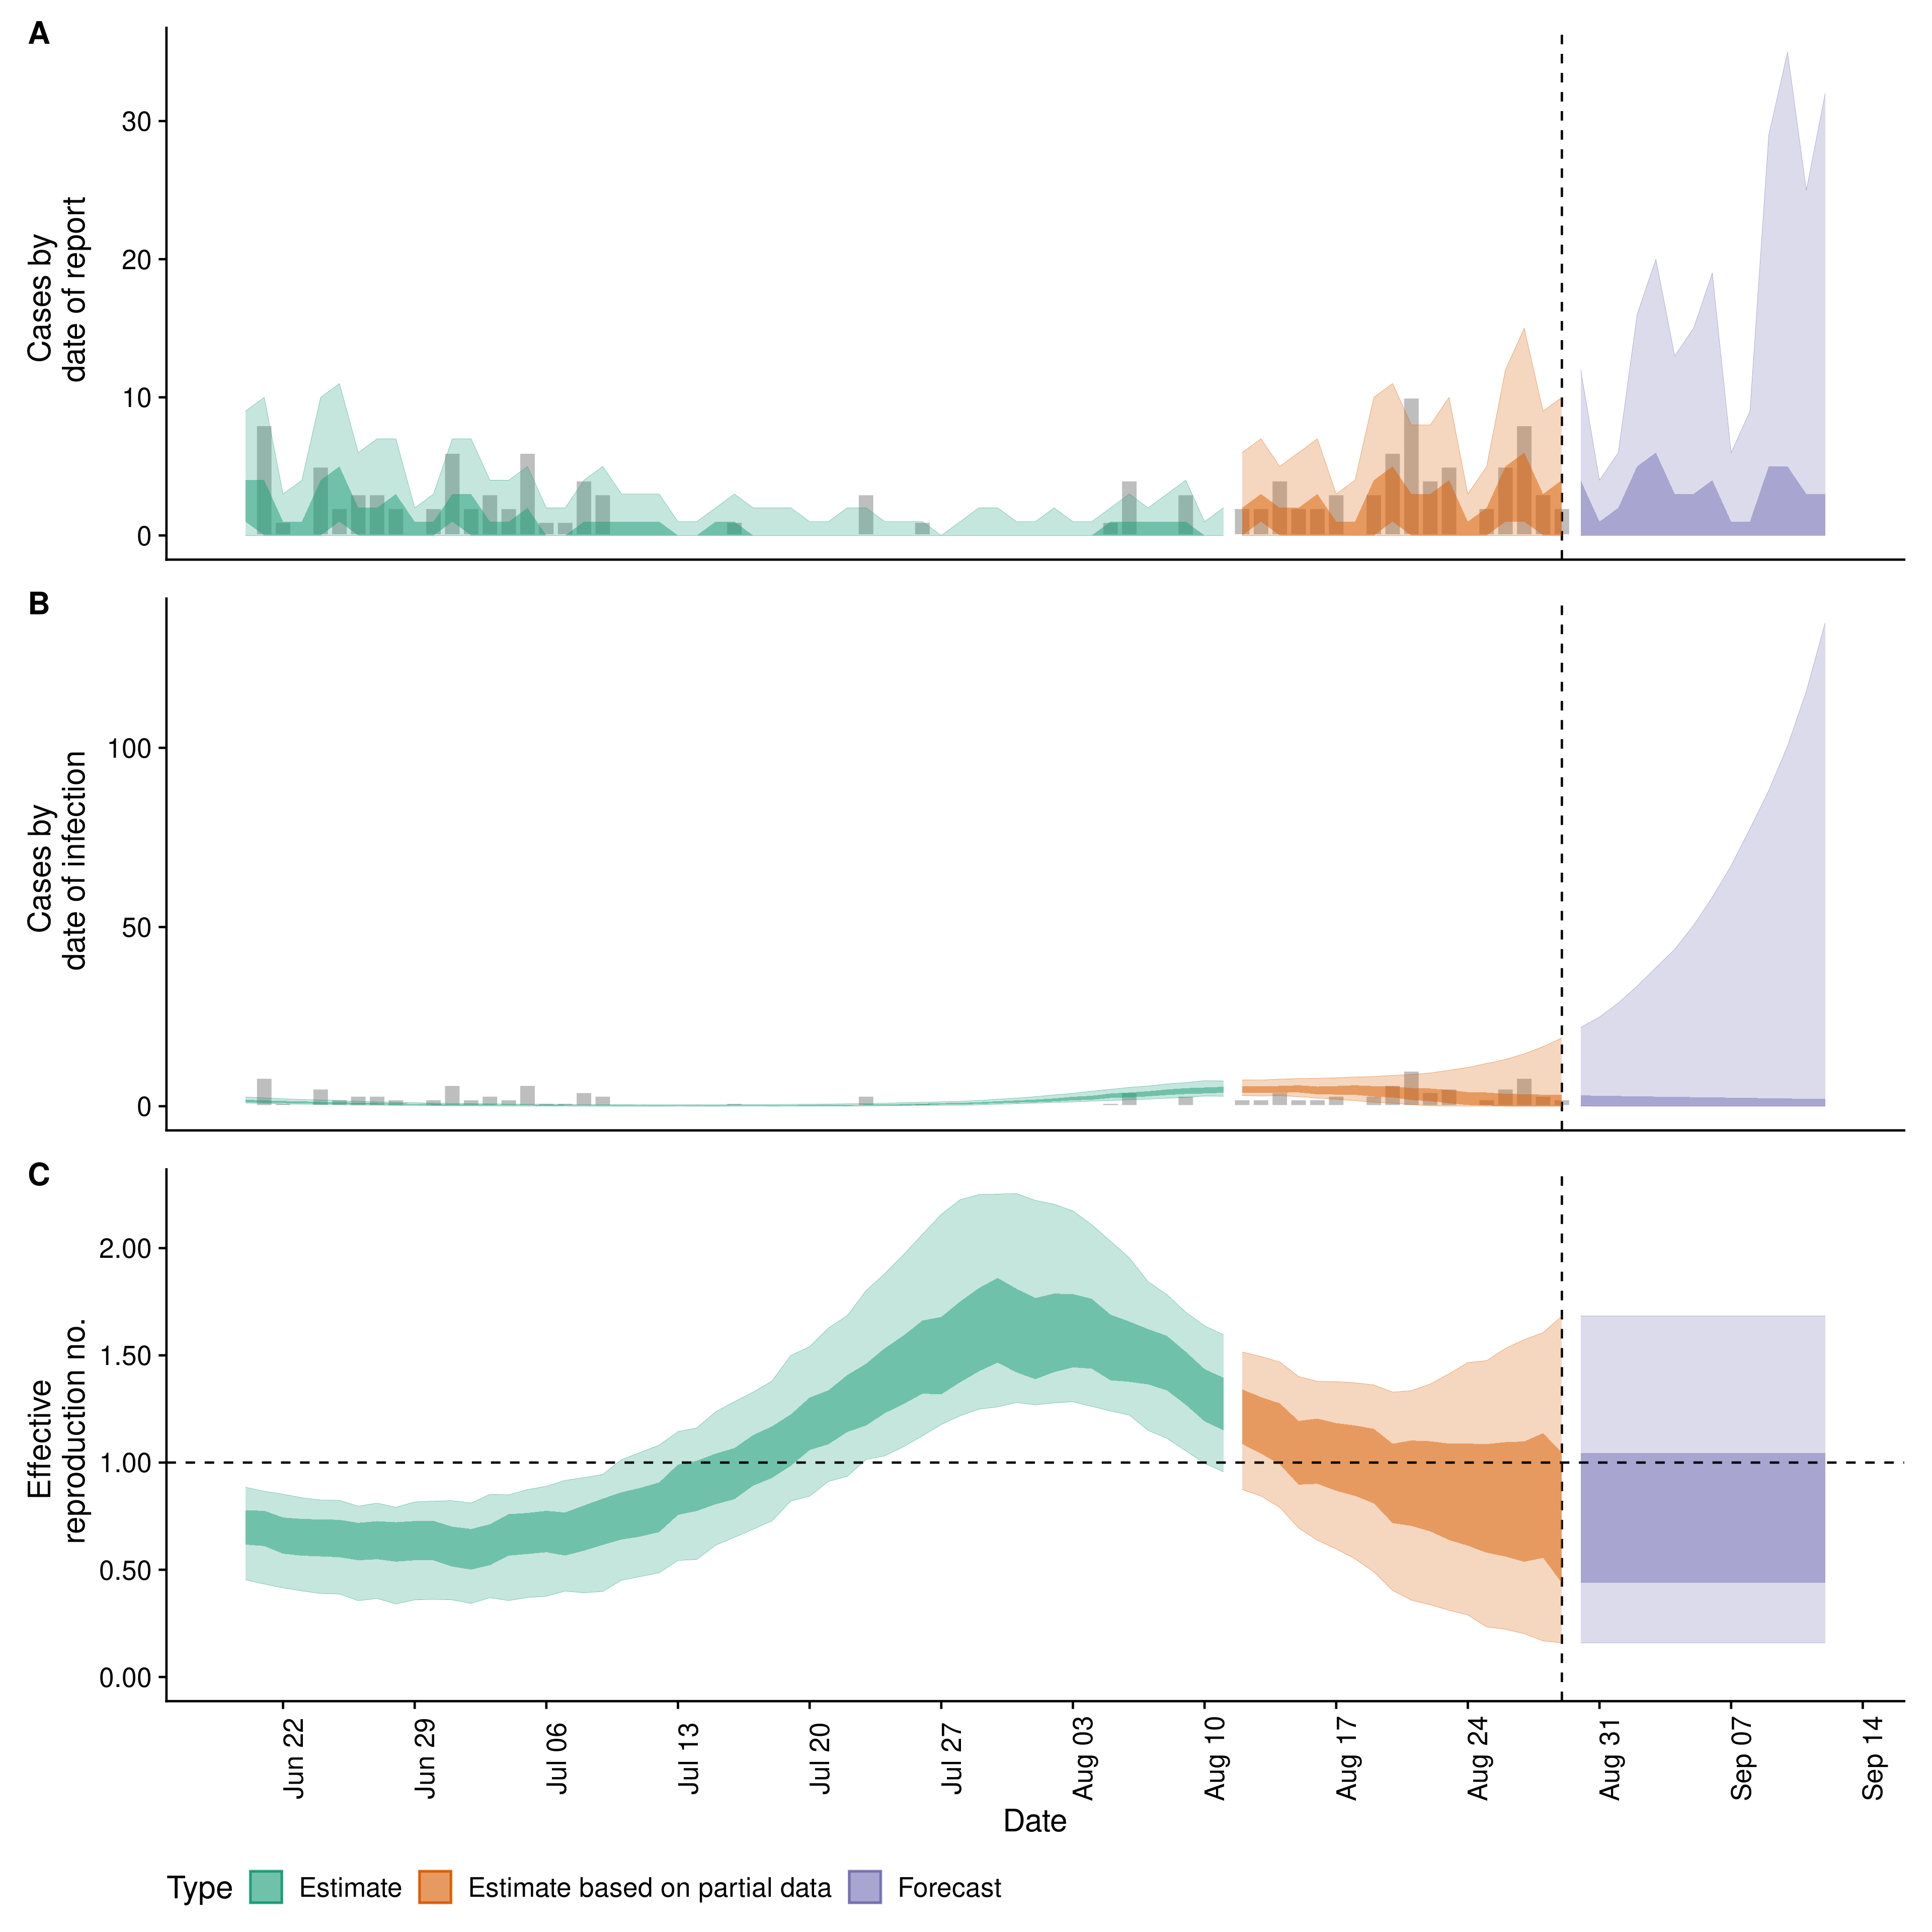 A
Cases by
date of report
30
20
10
0
B
Cases by
date of infection
100
50
0
C
Effective
reproduction no.
2.00
1.50
1.00
0.50
0.00
Jun 22
Jun 29
Jul 06
Jul 13
Jul 20
Jul 27
Aug 03
Aug 10
Aug 17
Aug 24
Aug 31
Sep 07
Sep 14
Date
Type Estimate Estimate based on partial data Forecast